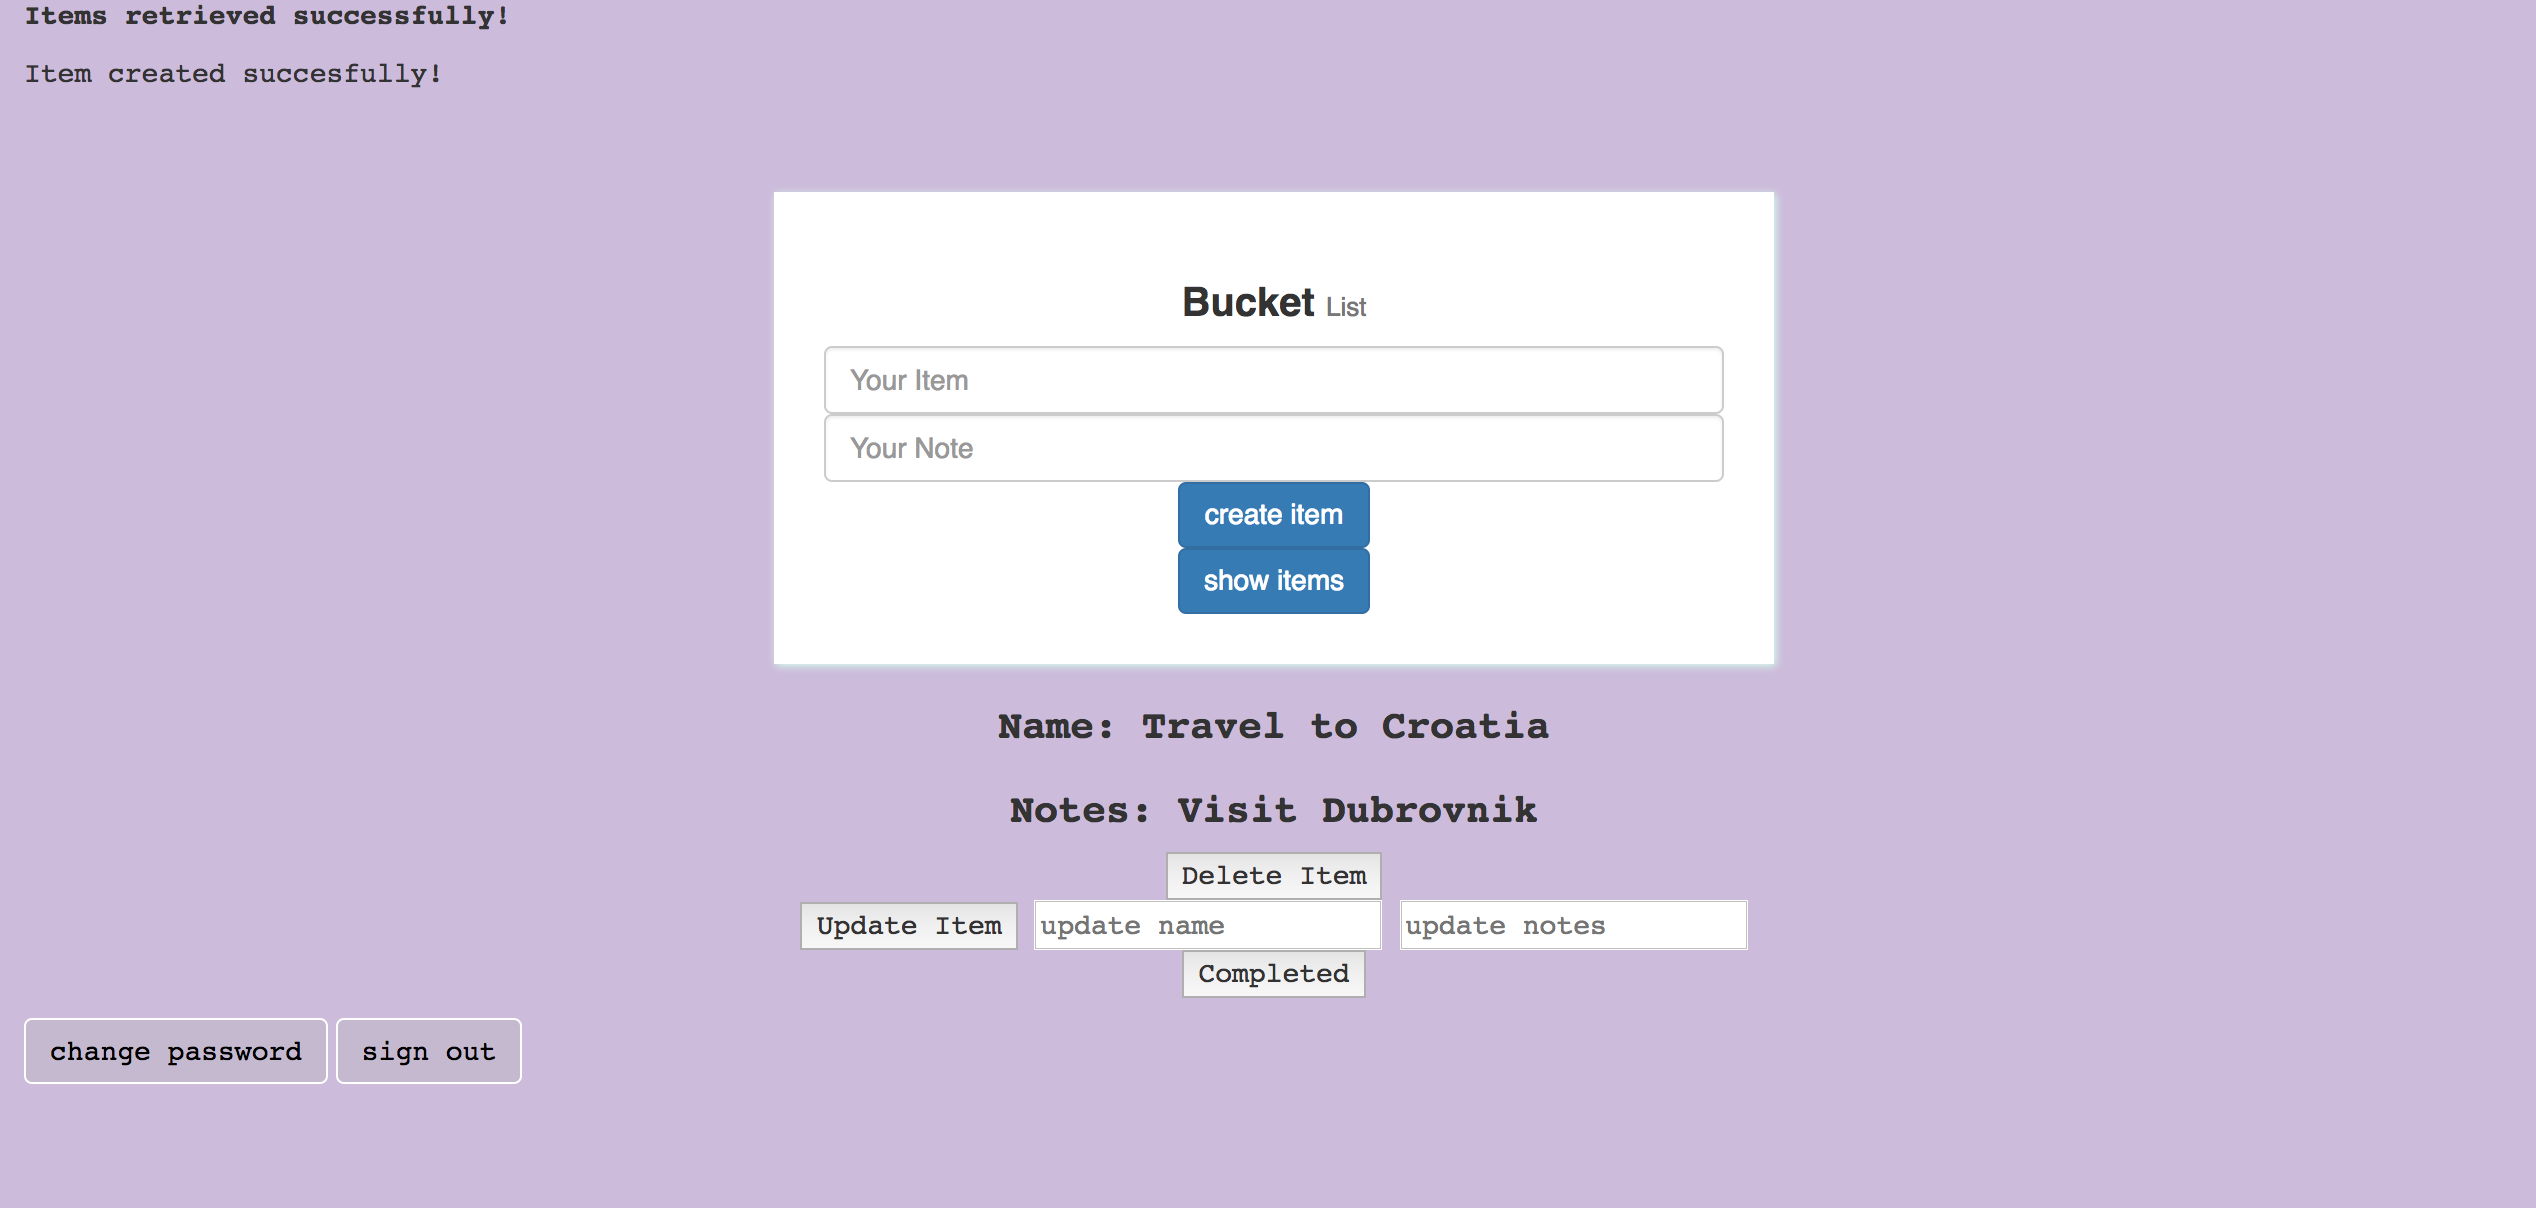 Items retrieved successfully!
Item created succesfully!
Bucket List
Your Item
Your Note
create item
show items
Name: Travel to Croatia
Notes: Visit Dubrovnik
Delete Item
Update Item update name update notes
Completed
change password sign out